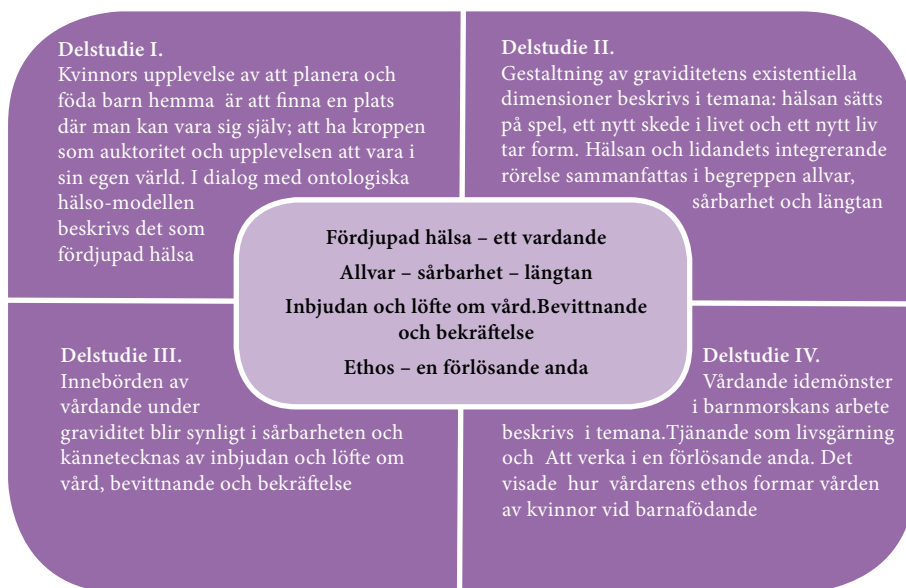 Delstudie I.
Kvinnors upplevelse av att planera och
föda barn hemma är att finna en plats
där man kan vara sig själv; att ha kroppen
som auktoritet och upplevelsen att vara i
sin egen värld. I dialog med ontologiska
hälso-modellen
beskrivs det som
fördjupad hälsa
Delstudie II.
Gestaltning av graviditetens existentiella
dimensioner beskrivs i temana: hälsan sätts
på spel, ett nytt skede i livet och ett nytt liv
tar form. Hälsan och lidandets integrerande
rörelse sammanfattas i begreppen allvar,
sårbarhet och längtan
Fördjupad hälsa – ett vardande
Allvar – sårbarhet – längtan
Inbjudan och löfte om vård.Bevittnande
och bekräftelse
Ethos – en förlösande anda
Delstudie III.
Innebörden av
vårdande under
graviditet blir synligt i sårbarheten och
kännetecknas av inbjudan och löfte om
vård, bevittnande och bekräftelse
Delstudie IV.
Vårdande idemönster
i barnmorskans arbete
beskrivs i temana.Tjänande som livsgärning
och Att verka i en förlösande anda. Det
visade hur vårdarens ethos formar vården
av kvinnor vid barnafödande